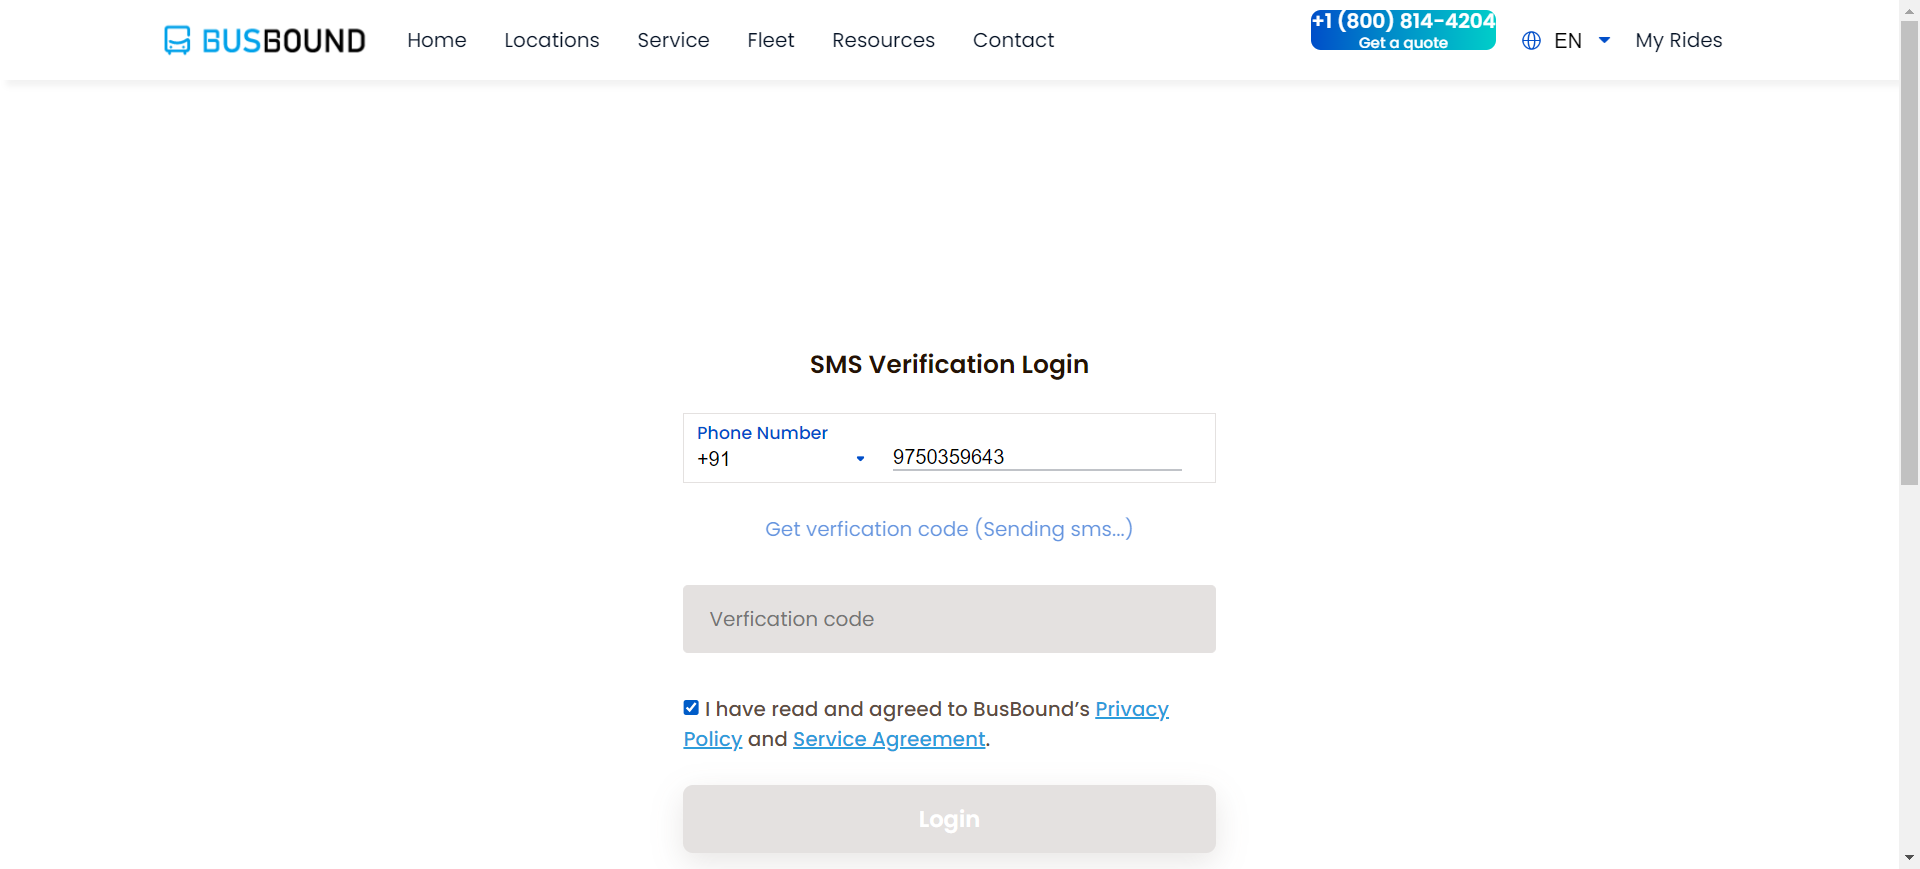 BUSBOUND Home Locations Service Fleet Resources Contact +1 (800) 814-4204 EN My Rides
Get a quote
SMS Verification Login
Phone Number
+91 9750359643
Get verfication code (Sending sms...)
Verfication code
I have read and agreed to BusBound’s Privacy
Policy and Service Agreement.
Login